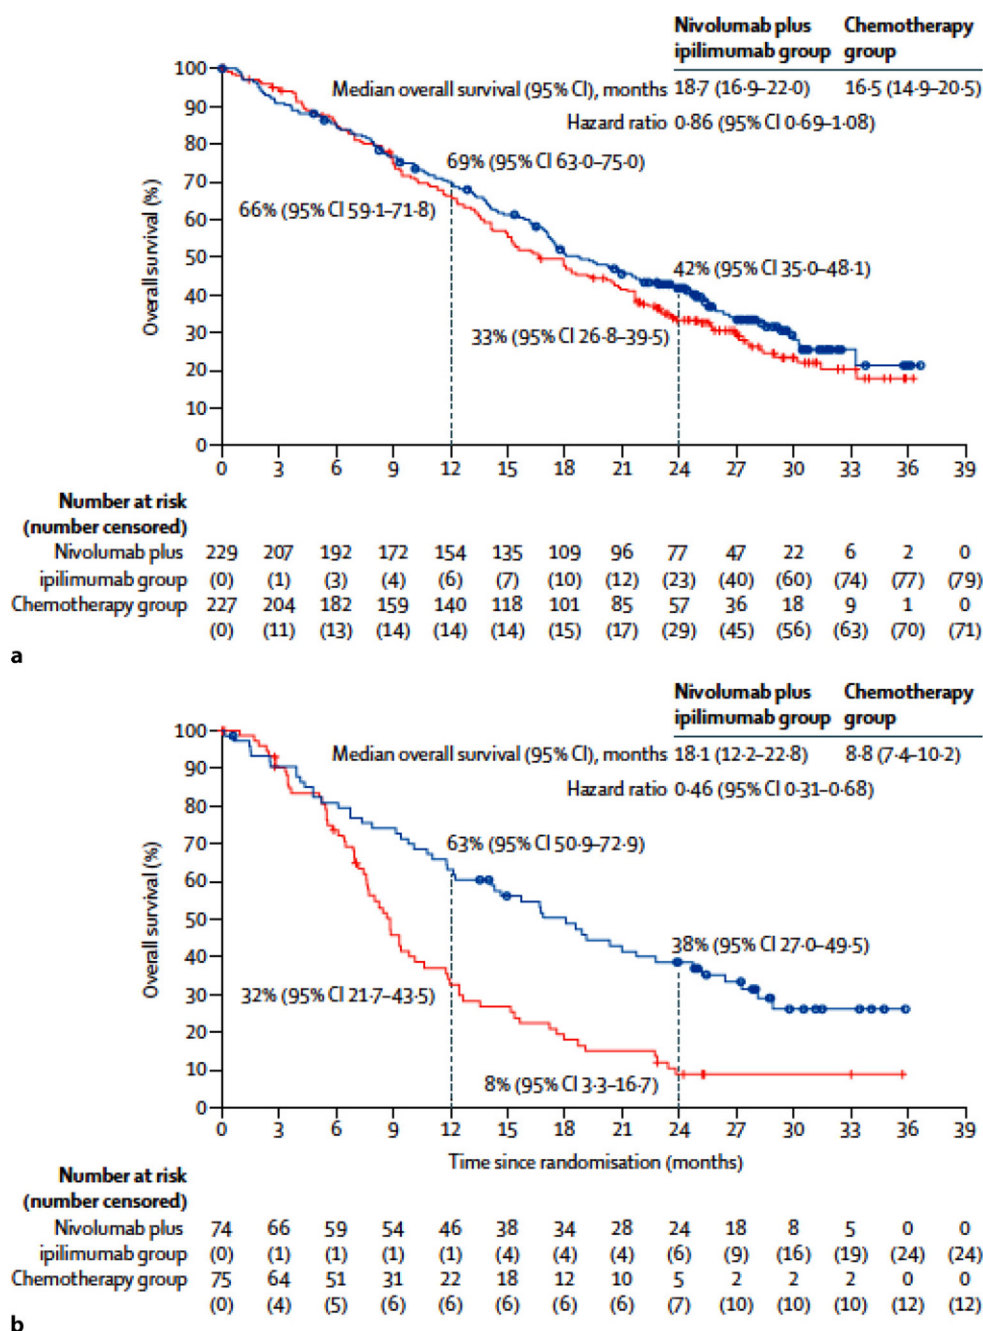 Nivolumab plus Chemotherapy
ipilimumab group group
Median overall survival (95% CI), months 18·7 (16·9–22·0) 16·5 (14·9–20·5)
Hazard ratio 0·86 (95% CI 0·69–1·08)
100
90
80
70
60
50
40
30
20
10
0
Overall survival (%)
69% (95% CI 63·0–75·0)
66% (95% CI 59·1–71·8)
42% (95% CI 35·0–48·1)
33% (95% CI 26·8–39·5)
0 3 6 9 12 15 18 21 24 27 30 33 36 39
Number at risk
(number censored)
Nivolumab plus 229 207 192 172 154 135 109 96 77 47 22 6 2 0
ipilimumab group (0) (1) (3) (4) (6) (7) (10) (12) (23) (40) (60) (74) (77) (79)
Chemotherapy group 227 204 182 159 140 118 101 85 57 36 18 9 1 0
(0) (11) (13) (14) (14) (14) (15) (17) (29) (45) (56) (63) (70) (71)
a
Nivolumab plus Chemotherapy
ipilimumab group group
Median overall survival (95% CI), months 18·1 (12·2–22·8) 8·8 (7·4–10·2)
Hazard ratio 0·46 (95% CI 0·31–0·68)
100
90
80
70
60
50
40
30
20
10
0
Overall survival (%)
63% (95% CI 50·9–72·9)
38% (95% CI 27·0–49·5)
32% (95% CI 21·7–43·5)
8% (95% CI 3·3–16·7)
0 3 6 9 12 15 18 21 24 27 30 33 36 39
Time since randomisation (months)
Number at risk
(number censored)
Nivolumab plus 74 66 59 54 46 38 34 28 24 18 8 5 0 0
ipilimumab group (0) (1) (1) (1) (1) (4) (4) (4) (6) (9) (16) (19) (24) (24)
Chemotherapy group 75 64 51 31 22 18 12 10 5 2 2 2 0 0
(0) (4) (5) (6) (6) (6) (6) (6) (7) (10) (10) (10) (12) (12)
b